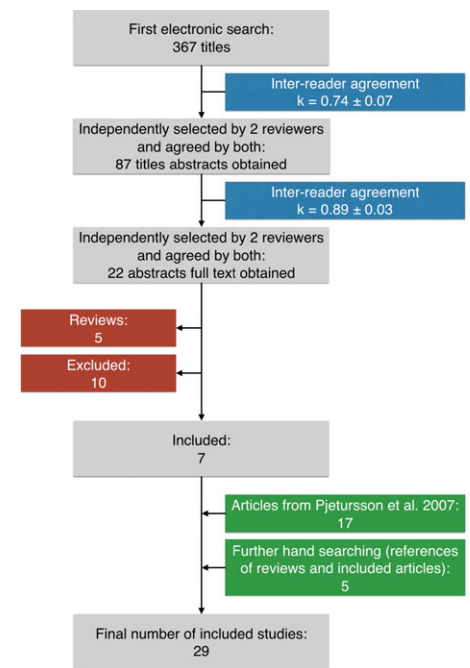 First electronic search:
367 titles
Inter-reader agreement
k = 0.74 ± 0.07
Independently selected by 2 reviewers
and agreed by both:
87 titles abstracts obtained
Inter-reader agreement
k = 0.89 ± 0.03
Independently selected by 2 reviewers
and agreed by both:
22 abstracts full text obtained
Reviews:
5
Excluded:
10
Included:
7
Articles from Pjetursson et al. 2007:
17
Further hand searching (references
of reviews and included articles):
5
Final number of included studies:
29